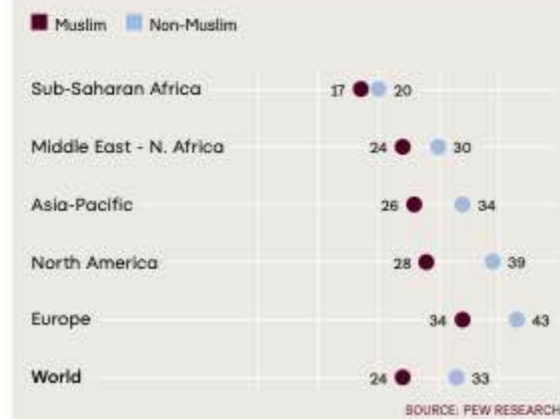 Muslim Non-Muslim
Sub-Saharan Africa 17 20
Middle East - N. Africa 24 30
Asia-Pacific 26 34
North America 28 39
Europe 34 43
World 24 33
SOURCE: PEW RESEARCH